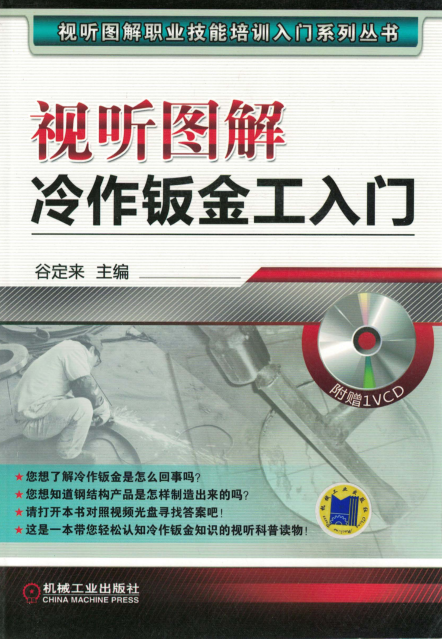 视听图解职业技能培训入门系列丛书
视听图解
冷作钣金工入门
谷定来 主编
附赠1VCD
★您想了解冷作钣金是怎么回事吗?
★您想知道钢结构产品是怎样制造出来的吗?
★请打开本书对照视频光盘寻找答案吧!
★这是一本带您轻松认知冷作钣金知识的视听科普读物!
机械工业出版社
CHINA MACHINE PRESS